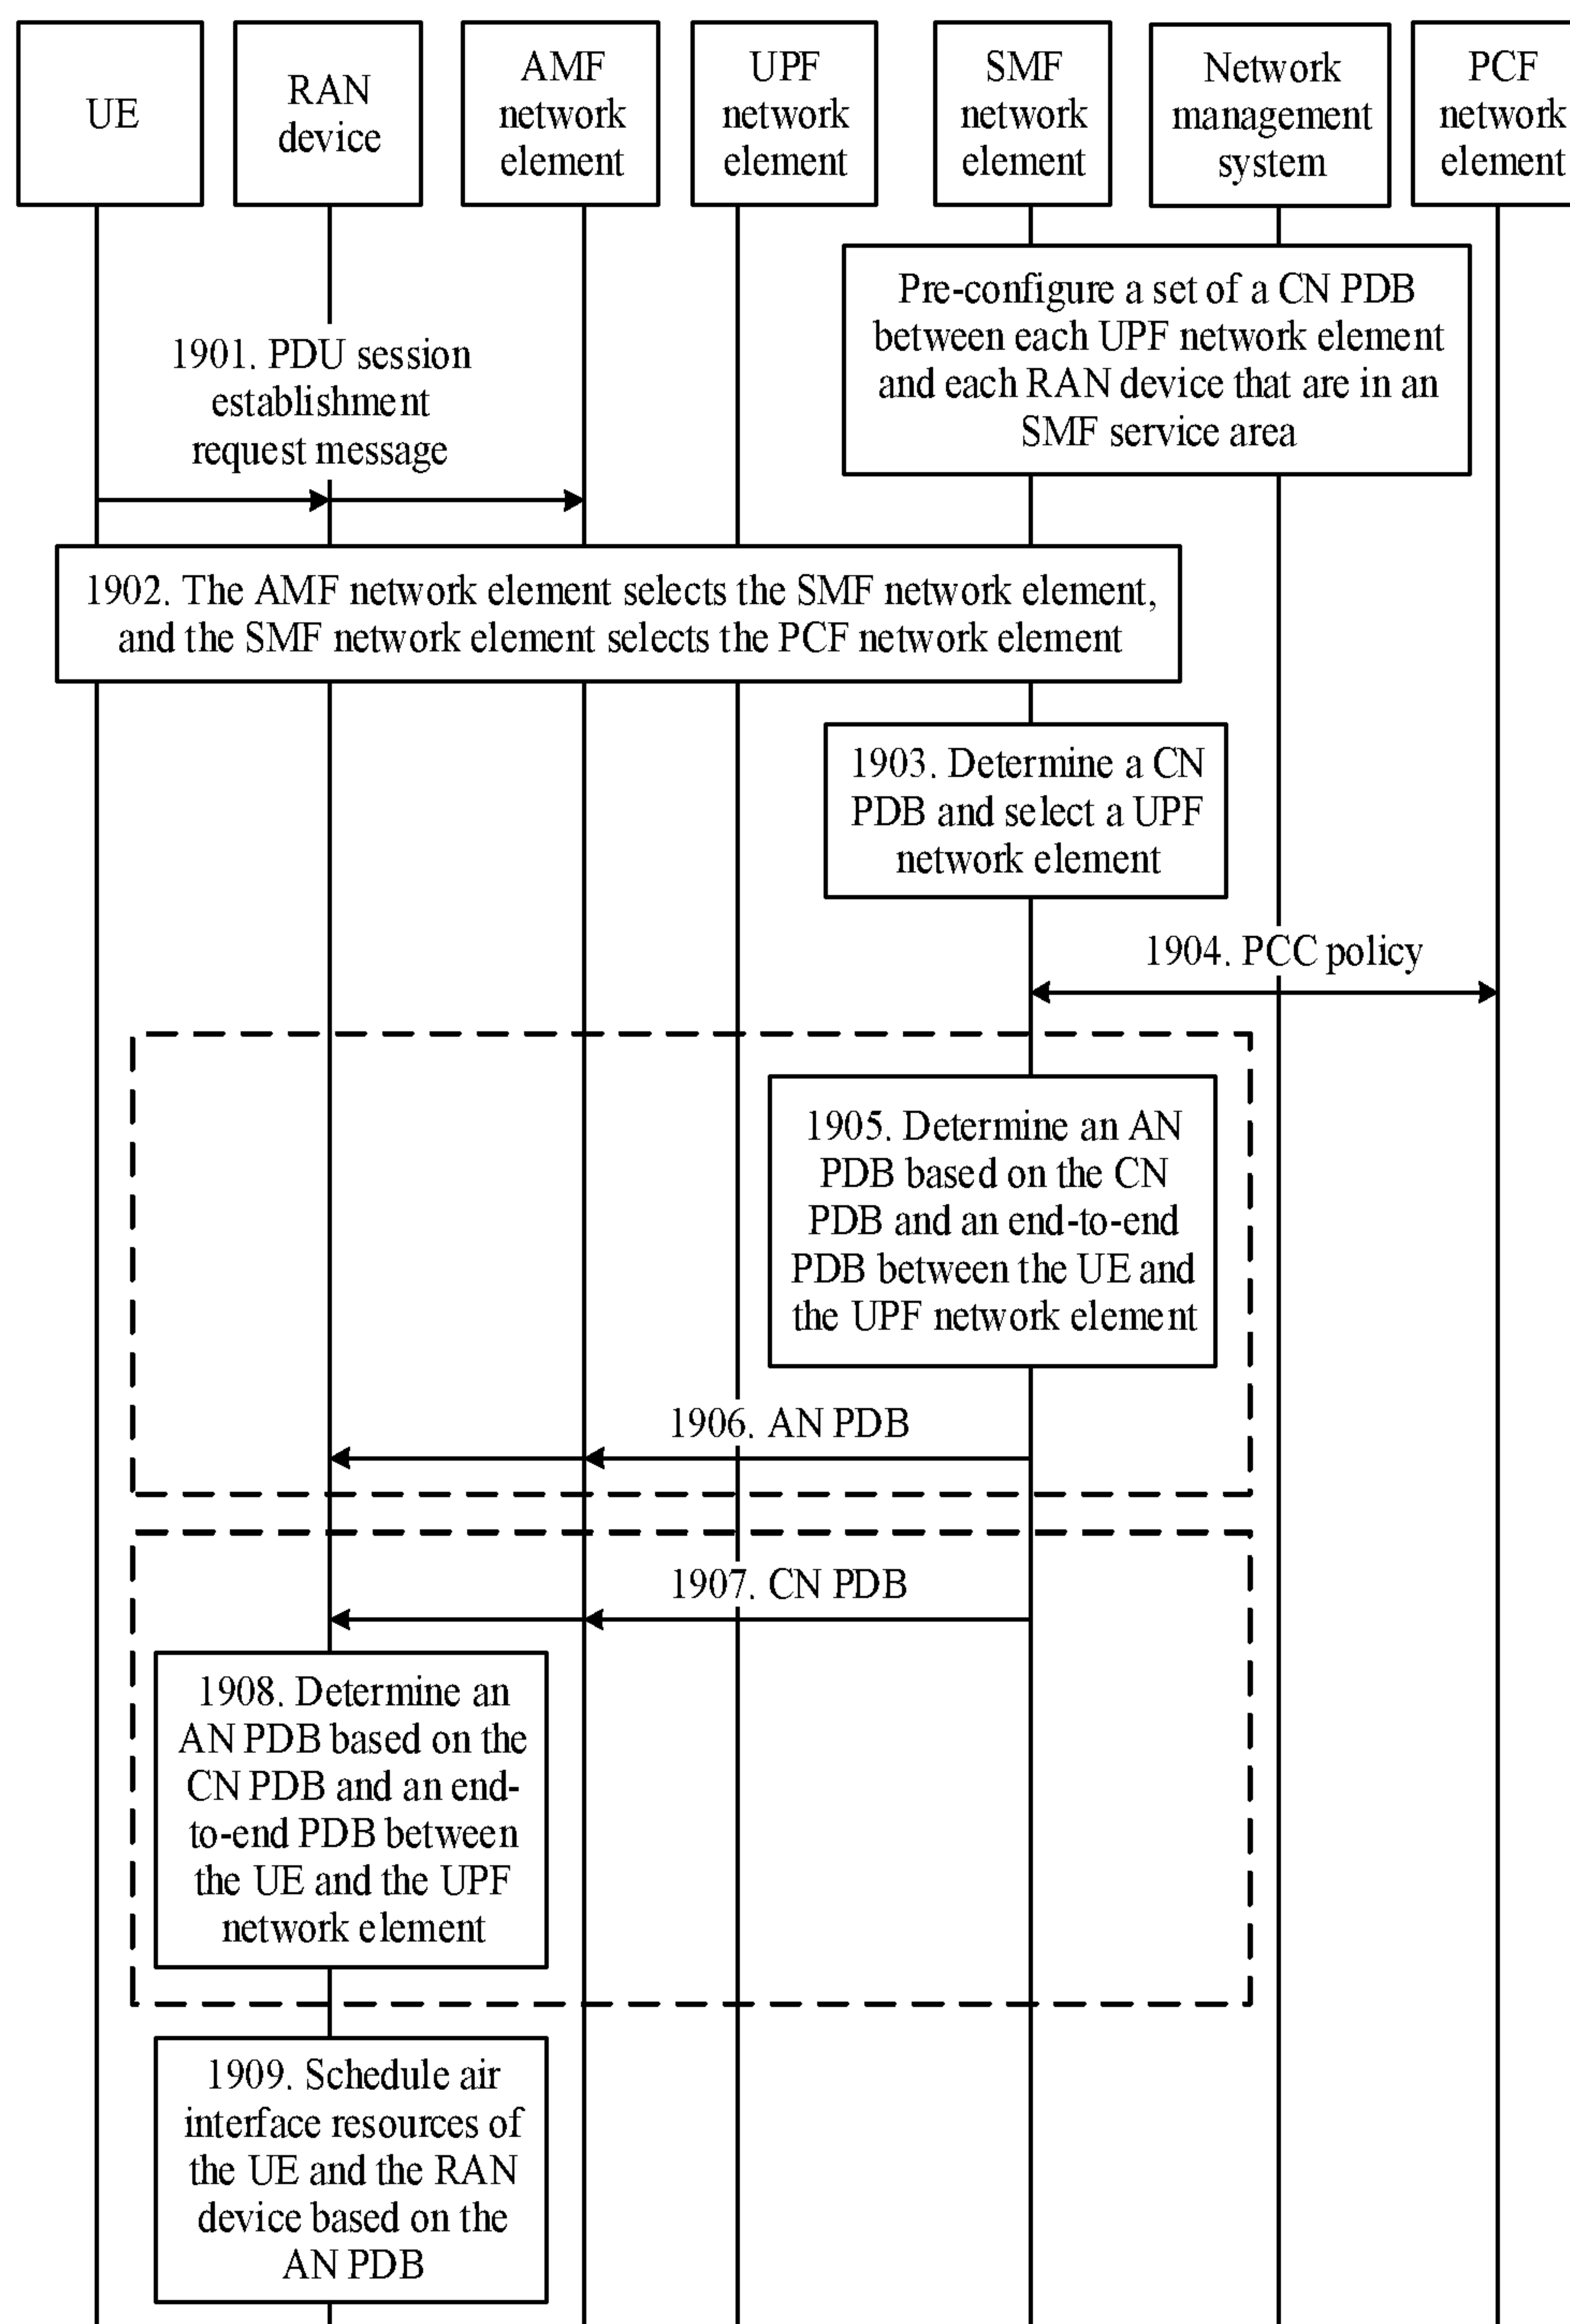 UE
RAN
device
AMF
network
element
UPF
network
element
SMF
network
element
Network
management
system
PCF
network
element
Pre-configure a set of a CN PDB
between each UPF network element
and each RAN device that are in an
SMF service area
1901. PDU session
establishment
request message
1902. The AMF network element selects the SMF network element,
and the SMF network element selects the PCF network element
1903. Determine a CN
PDB and select a UPF
network element
1904. PCC policy
1905. Determine an AN
PDB based on the CN
PDB and an end-to-end
PDB between the UE and
the UPF network element
1906. AN PDB
1907. CN PDB
1908. Determine an
AN PDB based on the
CN PDB and an end-
to-end PDB between
the UE and the UPF
network element
1909. Schedule air
interface resources of
the UE and the RAN
device based on the
AN PDB